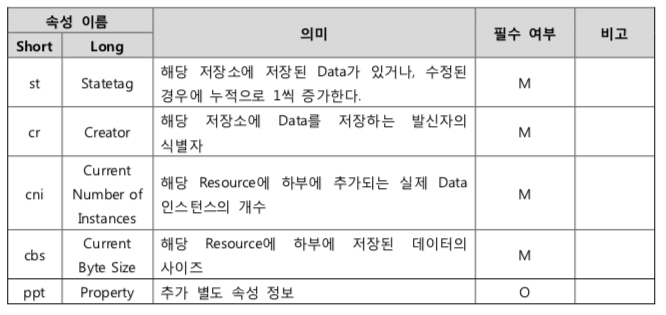 속성 이름
의미
필수 여부
비고
Short
Long
st
Statetag
해당 저장소에 저장된 Data가 있거나, 수정된
경우에 누적으로 1씩 증가한다.
M
cr
Creator
해당 저장소에 Data를 저장하는 발신자의
식별자
M
cni
Current
Number of
Instances
해당 Resource에 하부에 추가되는 실제 Data
인스턴스의 개수
M
cbs
Current
Byte Size
해당 Resource에 하부에 저장된 데이터의
사이즈
M
ppt
Property
추가 별도 속성 정보
O